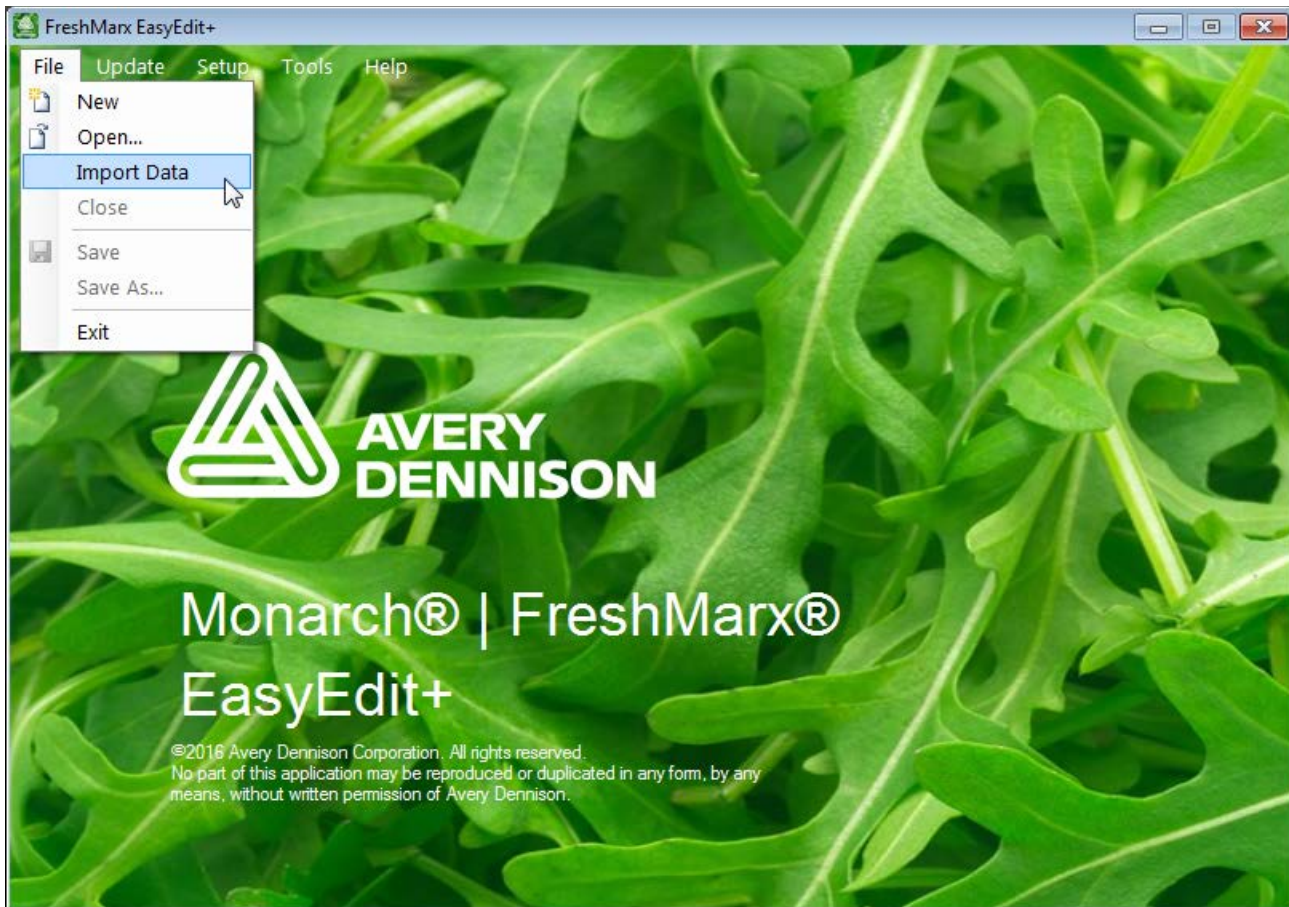 FreshMarx EasyEdit+
File Update Setup Tools Help
New
Open...
Import Data
Close
Save
Save As...
Exit
AVERY
DENNISON
Monarch® | FreshMarx®
EasyEdit+
©2016 Avery Dennison Corporation. All rights reserved.
No part of this application may be reproduced or duplicated in any form, by any
means, without written permission of Avery Dennison.